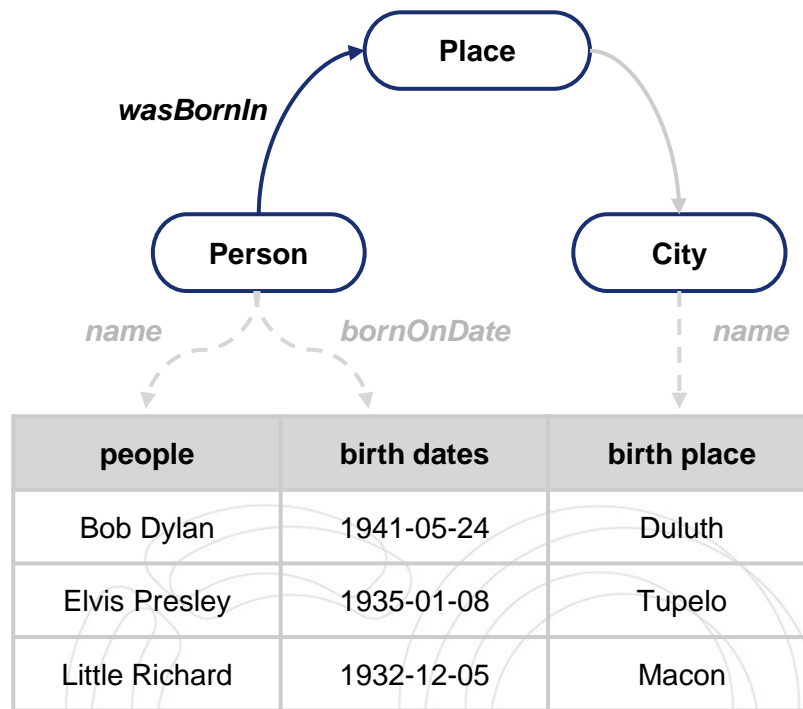 Place
wasBornIn
Person
City
name
bornOnDate
name
people birth dates birth place
Bob Dylan 1941-05-24 Duluth
Elvis Presley 1935-01-08 Tupelo
Little Richard 1932-12-05 Macon